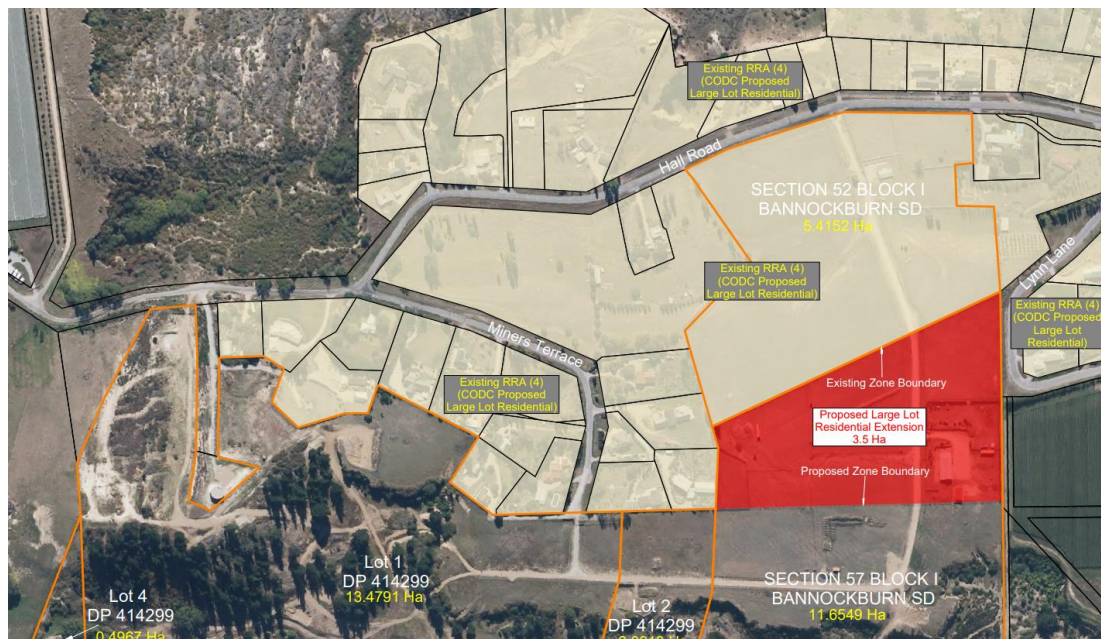 Existing RRA (4)
(CODC Proposed
Large Lot Residential)
Hall Road
SECTION 52 BLOCK I
BANNOCKBURN SD
5.4152 Ha
Existing RRA (4)
(CODC Proposed
Large Lot Residential)
Lynn Lane
Existing RRA (4)
(CODC Proposed
Large Lot
Residential)
Miners Terrace
Existing RRA (4)
(CODC Proposed
Large Lot Residential)
Existing Zone Boundary
Proposed Large Lot
Residential Extension
3.5 Ha
Proposed Zone Boundary
Lot 1
DP 414299
13.4791 Ha
SECTION 57 BLOCK I
BANNOCKBURN SD
11.6549 Ha
Lot 4
DP 414299
0.4967 Ha
Lot 2
DP 414299